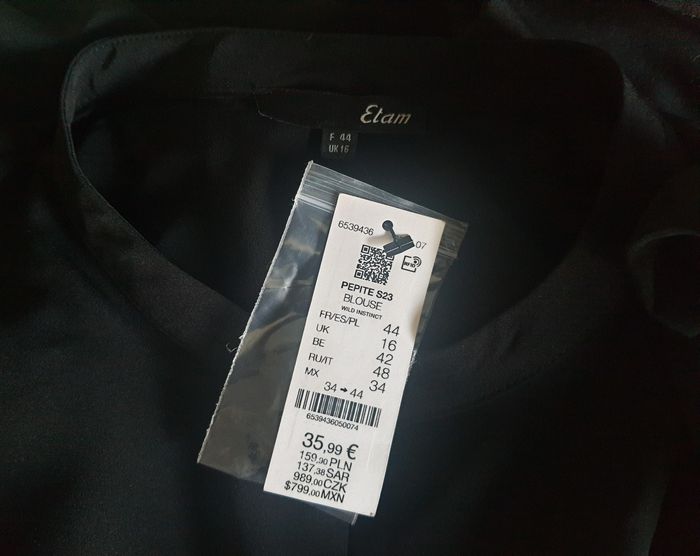 Etam
F 44
UK 16
6539436 07
RFID
PEPITE S23
BLOUSE
WILD INSTINCT
FR/ES/PL 44
UK 16
BE 42
RU/IT 48
MX 34
34 → 44
6539436050074
35,99 €
159,90 PLN
137,38 SAR
989,00 CZK
$799,00 MXN